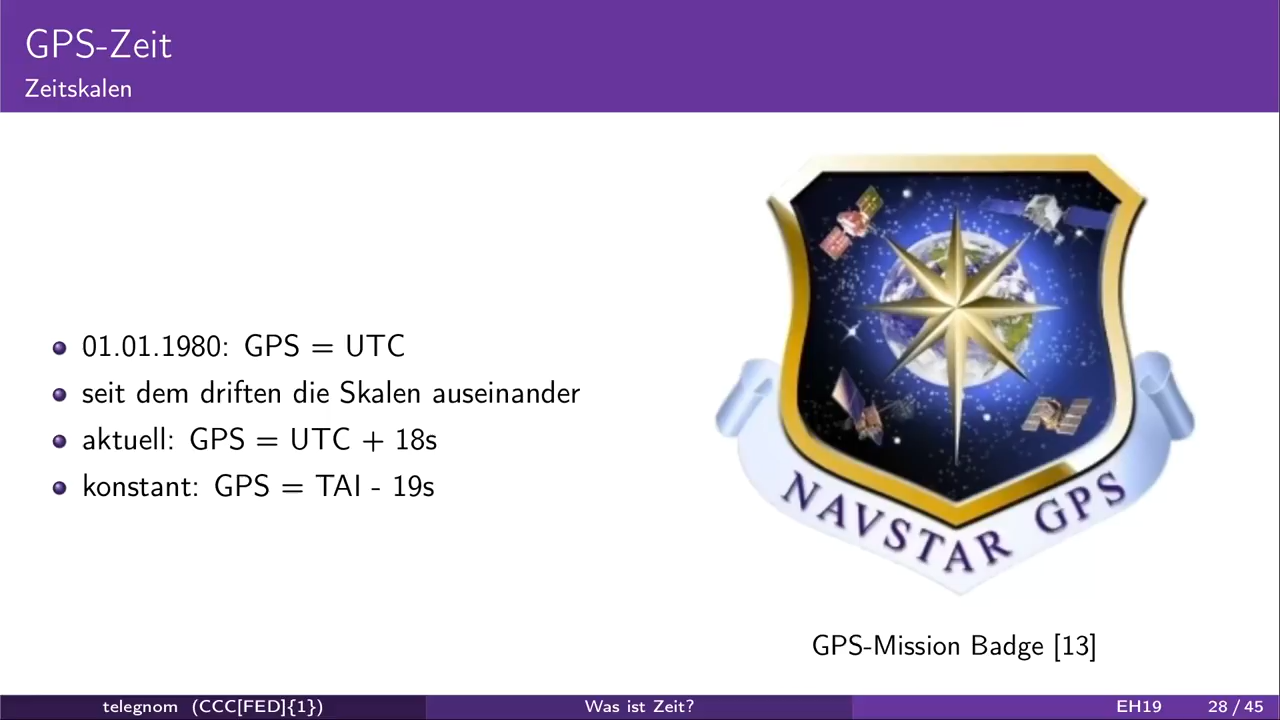 GPS-Zeit
Zeitskalen
01.01.1980: GPS = UTC
seit dem driften die Skalen auseinander
aktuell: GPS = UTC + 18s
konstant: GPS = TAI - 19s
NAVSTAR GPS
GPS-Mission Badge [13]
telegnom (CCC[FED]{1})
Was ist Zeit?
EH19
28 / 45